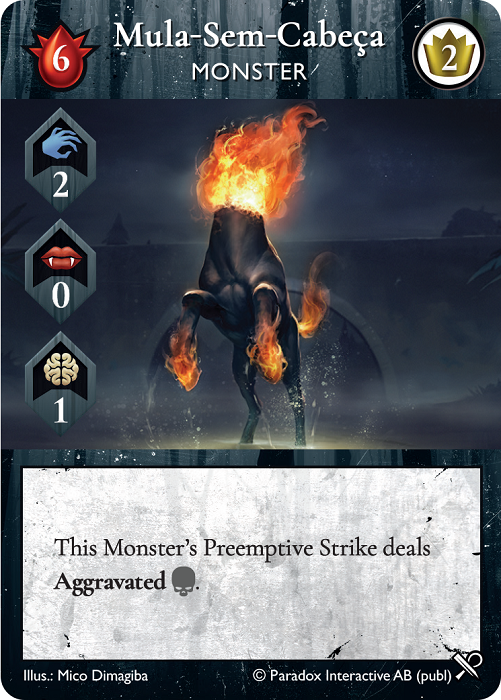 6
Mula-Sem-Cabeça
2
MONSTER
2
0
1
This Monster's Preemptive Strike deals
Aggravated .
Illus.: Mico Dimagiba
© Paradox Interactive AB (publ)